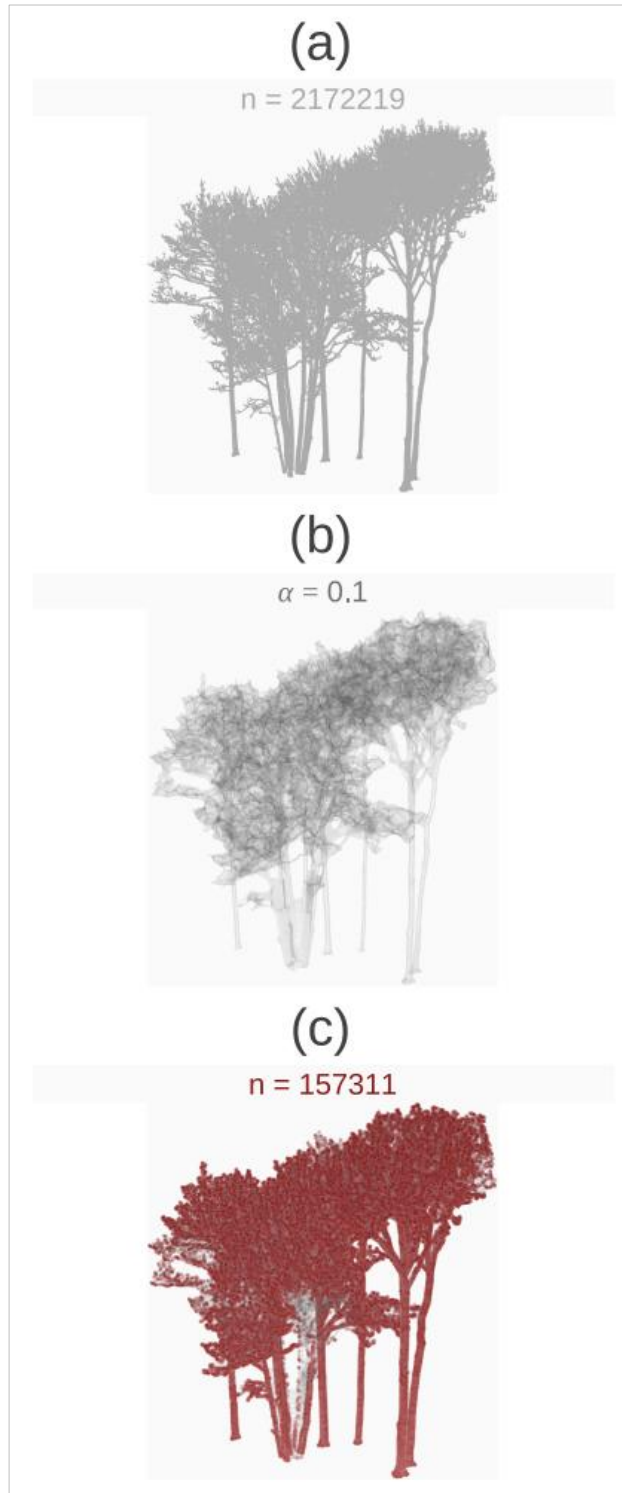 (a)
n = 2172219
(b)
α = 0.1
(c)
n = 157311